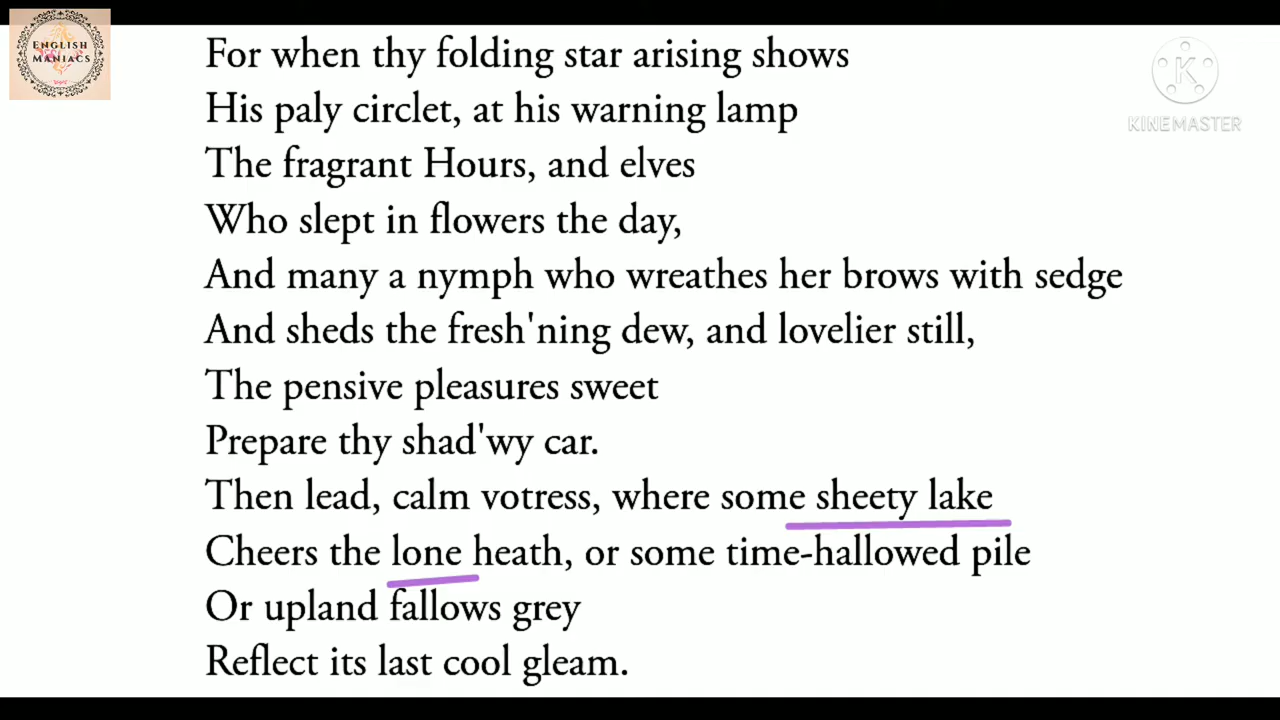 ENGLISH
MANIACS
K
KINEMASTER
For when thy folding star arising shows
His paly circlet, at his warning lamp
The fragrant Hours, and elves
Who slept in flowers the day,
And many a nymph who wreathes her brows with sedge
And sheds the fresh'ning dew, and lovelier still,
The pensive pleasures sweet
Prepare thy shad'wy car.
Then lead, calm votress, where some sheety lake
Cheers the lone heath, or some time-hallowed pile
Or upland fallows grey
Reflect its last cool gleam.